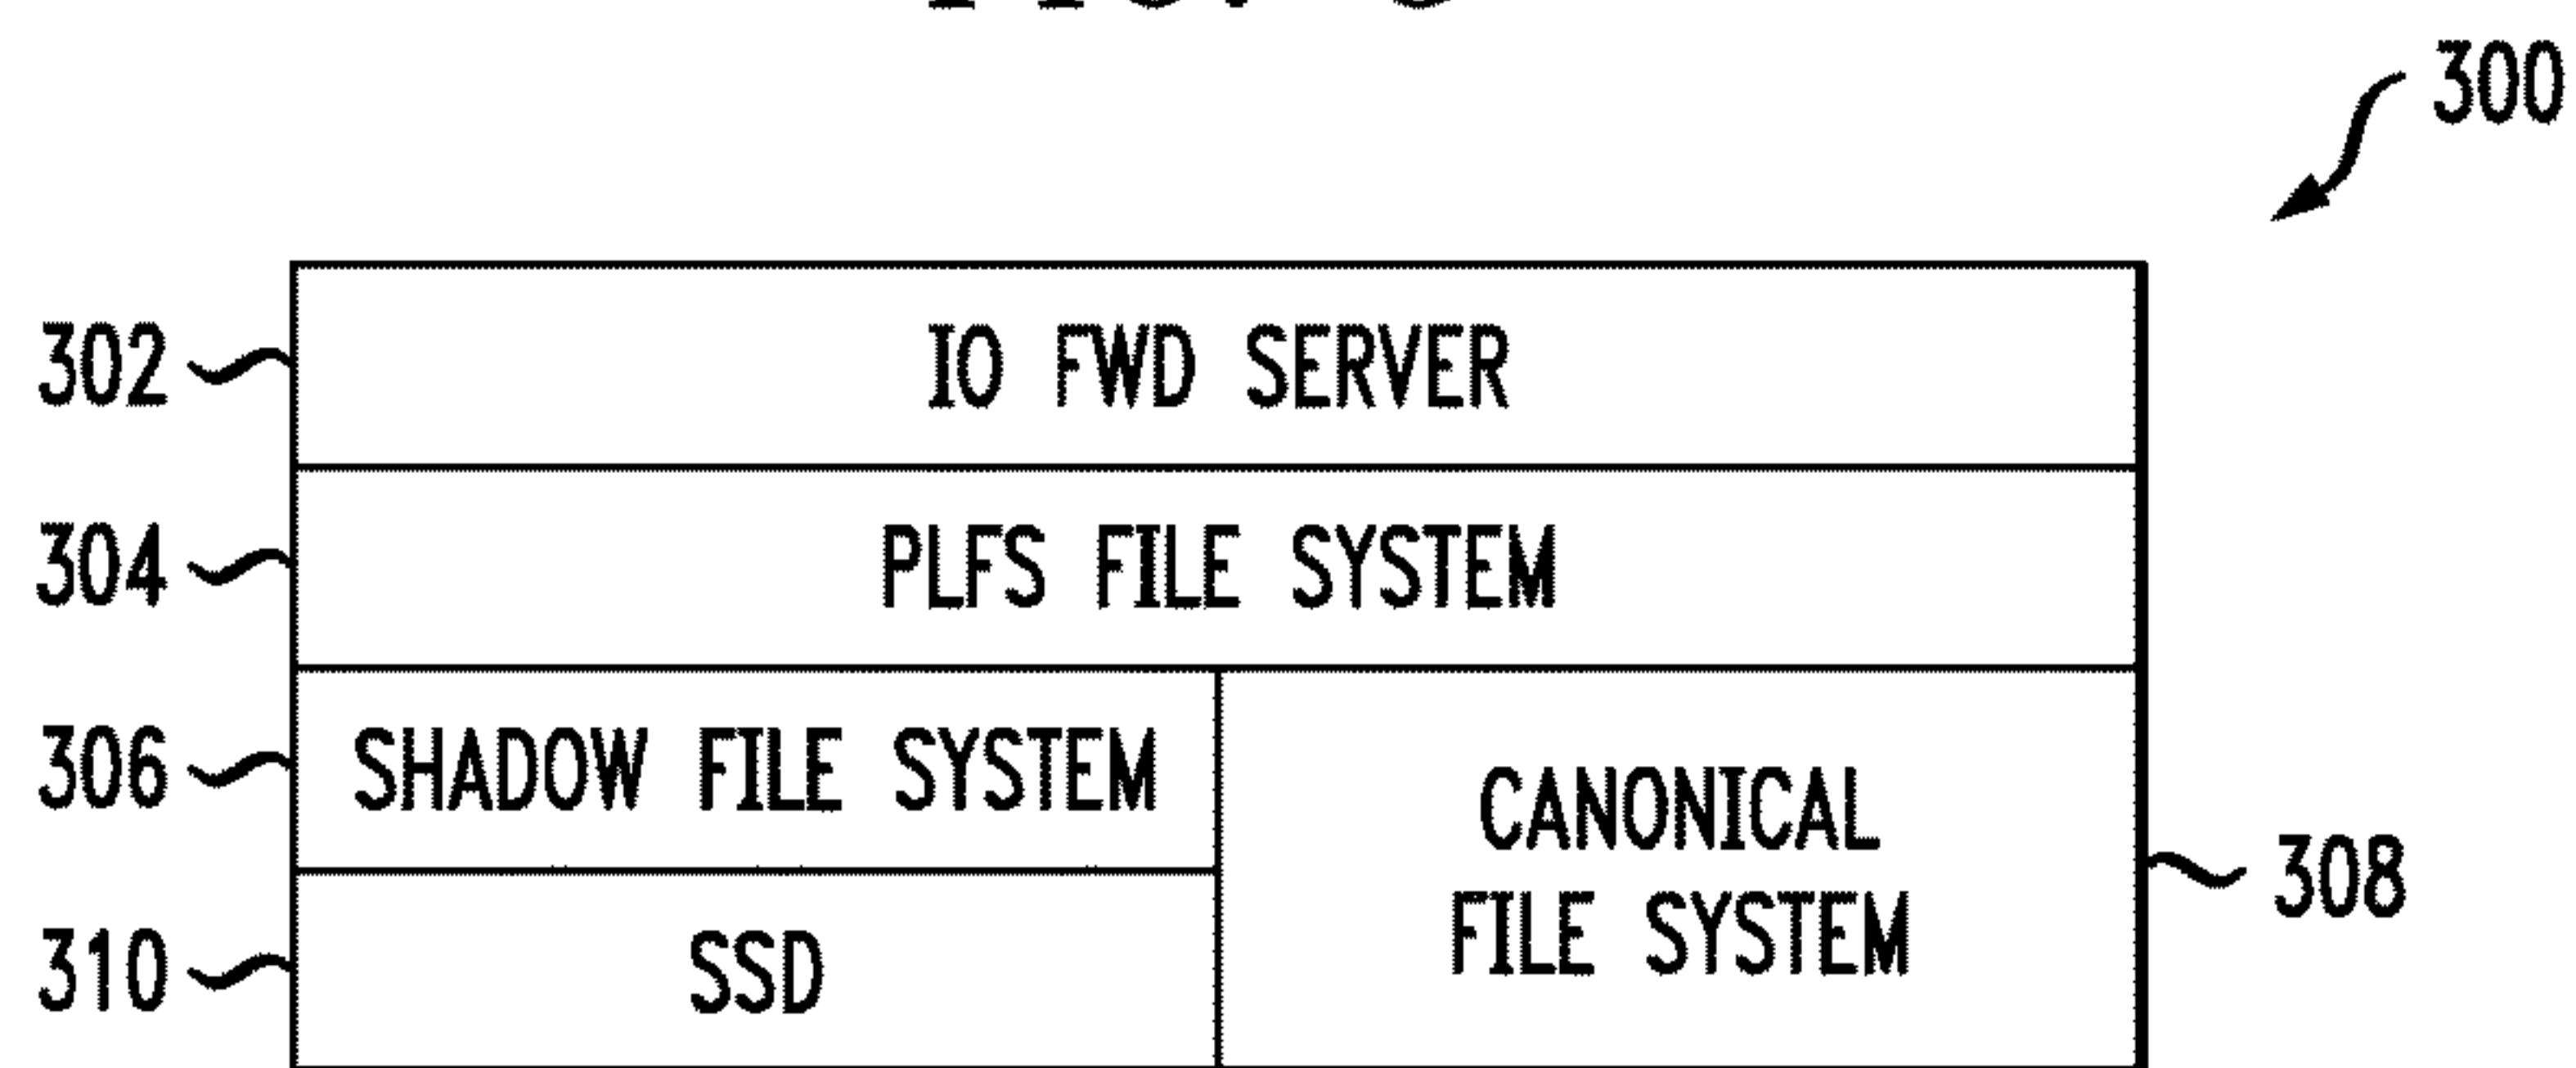 300
302 IO FWD SERVER
304 PLFS FILE SYSTEM
306 SHADOW FILE SYSTEM
CANONICAL
FILE SYSTEM
308
310 SSD